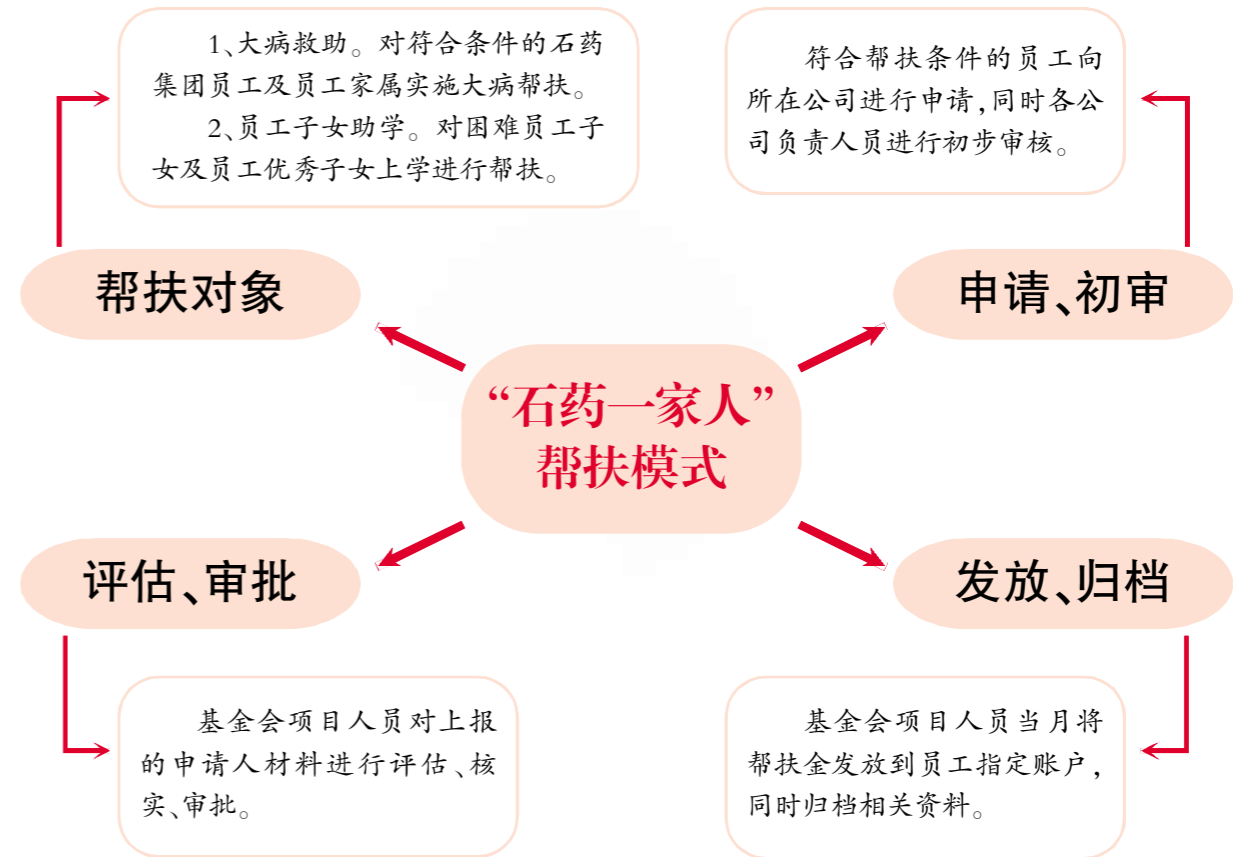 1、大病救助。对符合条件的石药
集团员工及员工家属实施大病帮扶。
2、员工子女助学。对困难员工子
女及员工优秀子女上学进行帮扶。
符合帮扶条件的员工向
所在公司进行申请,同时各公
司负责人员进行初步审核。
帮扶对象
申请、初审
“石药一家人”
帮扶模式
评估、审批
发放、归档
基金会项目人员对上报
的申请人材料进行评估、核
实、审批。
基金会项目人员当月将
帮扶金发放到员工指定账户,
同时归档相关资料。